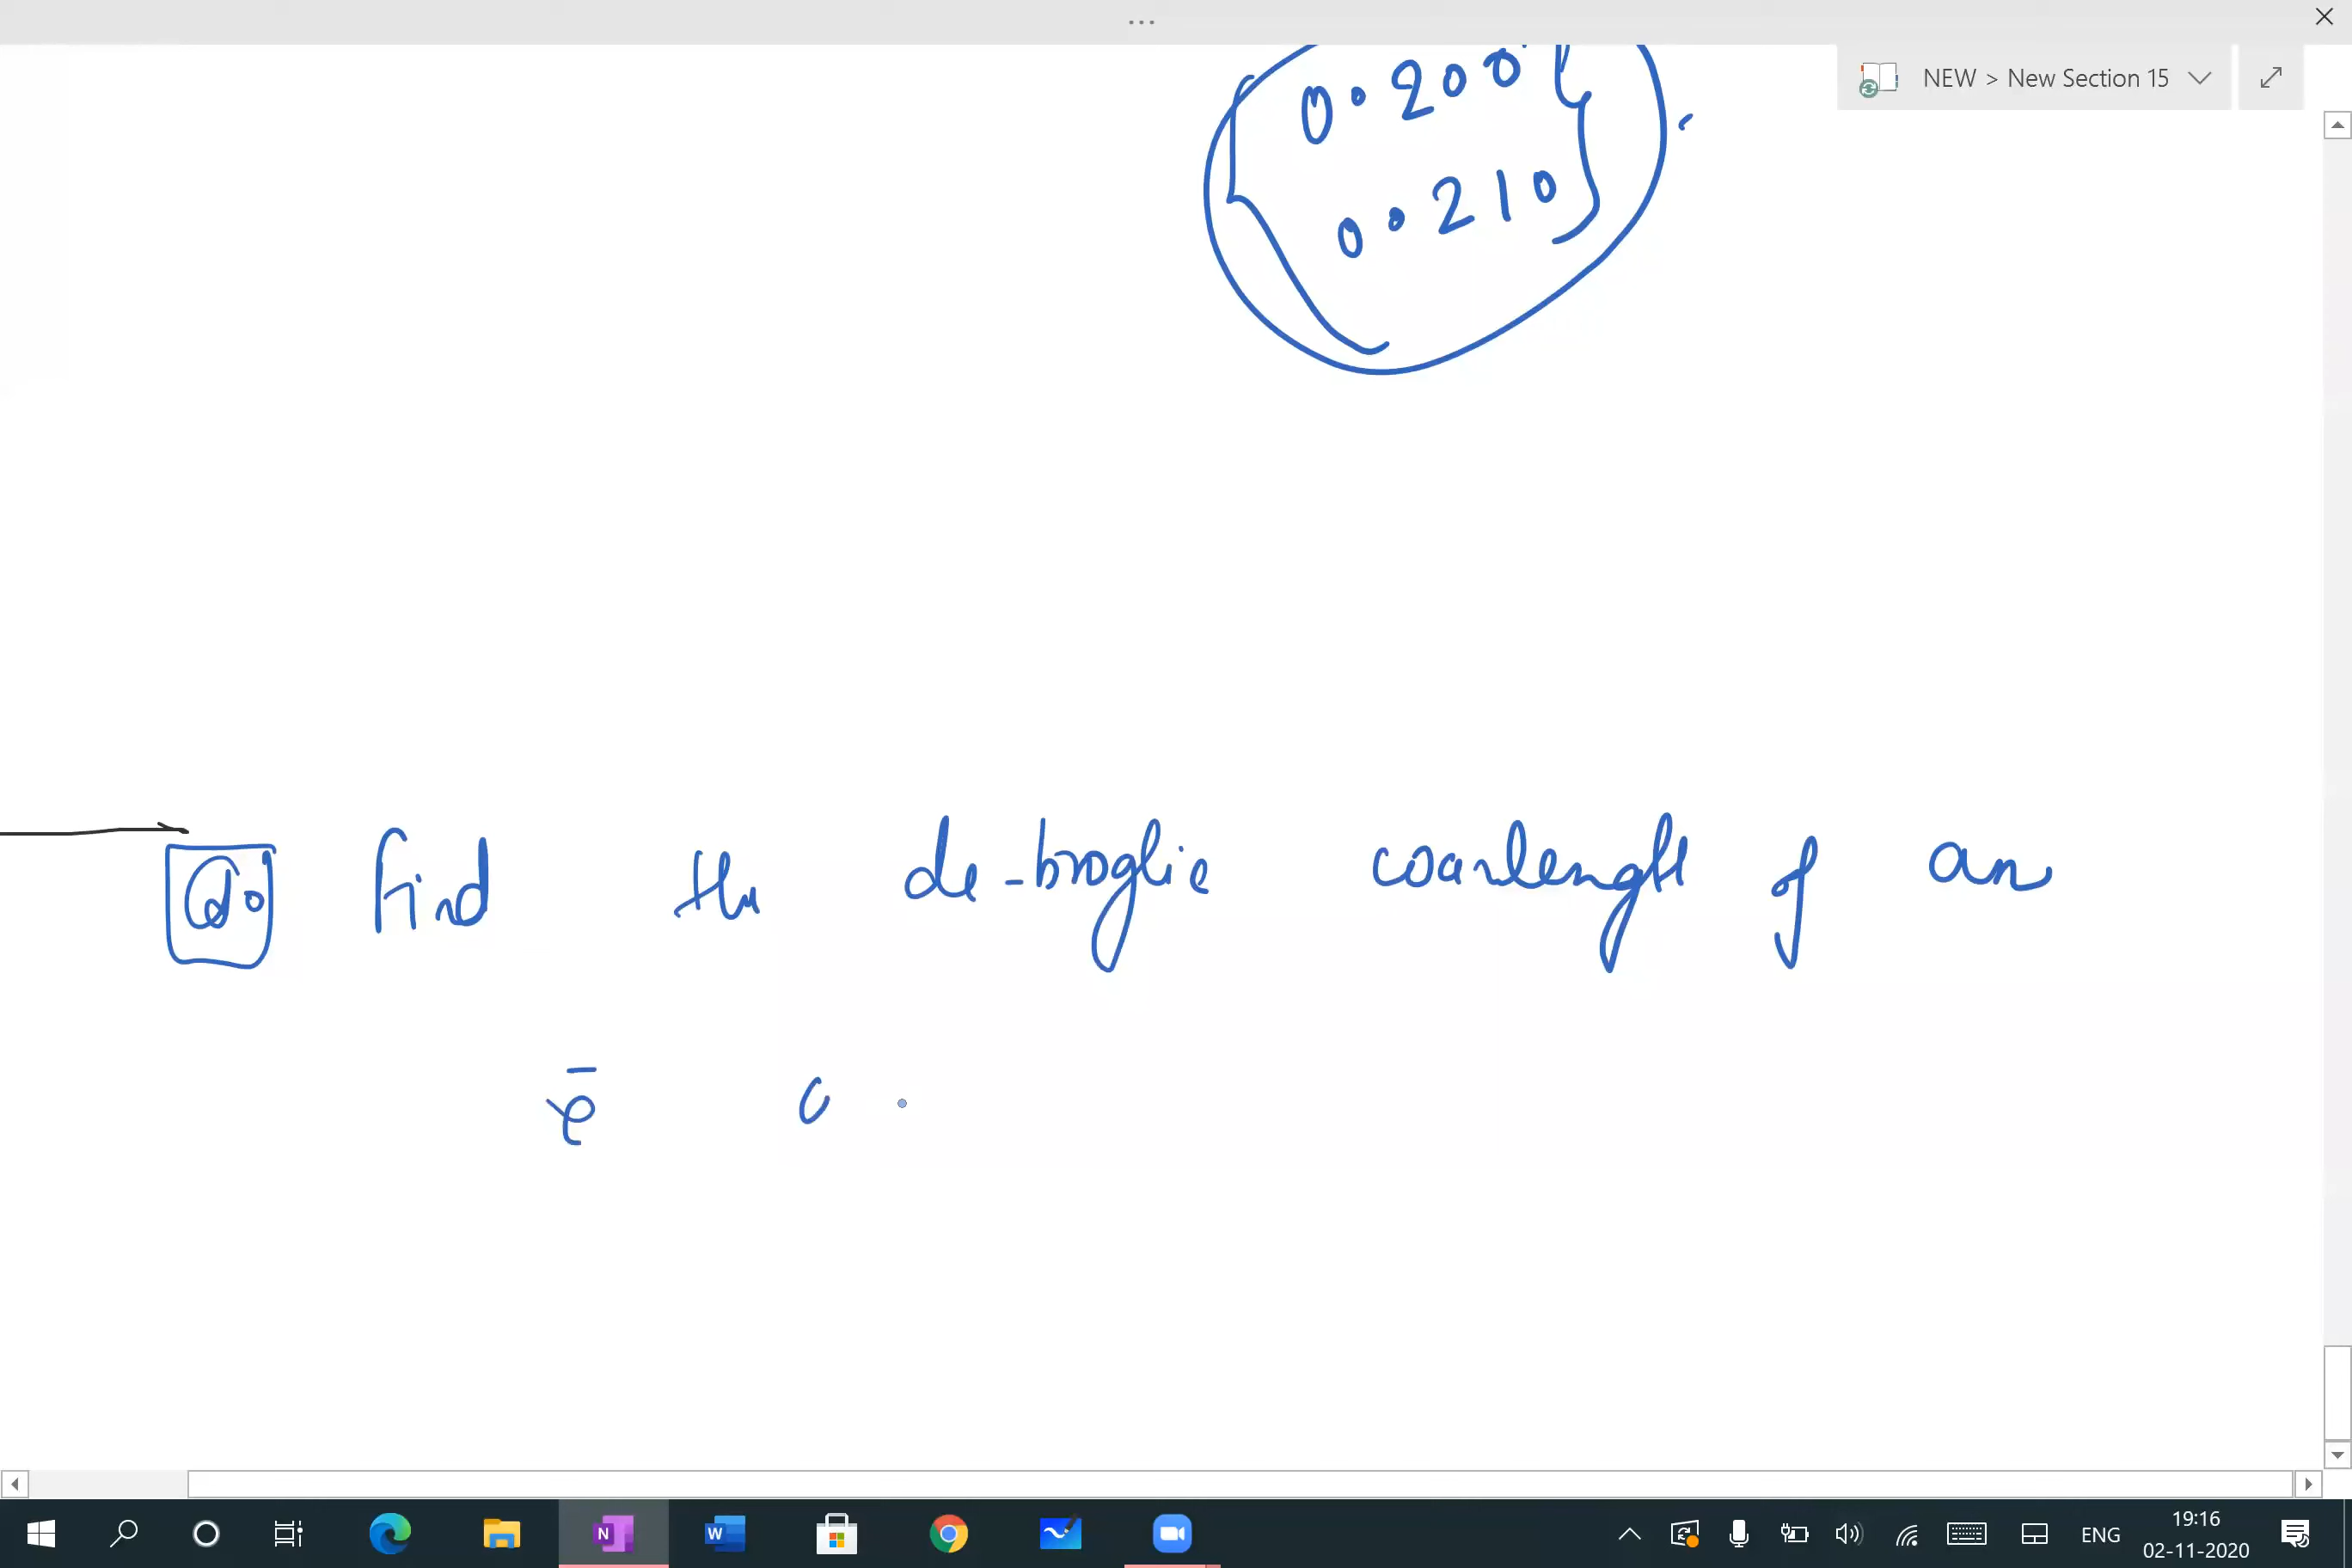 ...
NEW > New Section 15
0.200
0.210
Q. Find the de-broglie wavelength of an
e⁻
ENG
19:16
02-11-2020